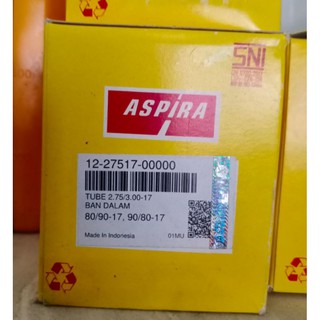 SNI
ASPIRA
12-27517-00000
TUBE 2.75/3.00-17
BAN DALAM
80/90-17, 90/80-17
Made In Indonesia
01MU